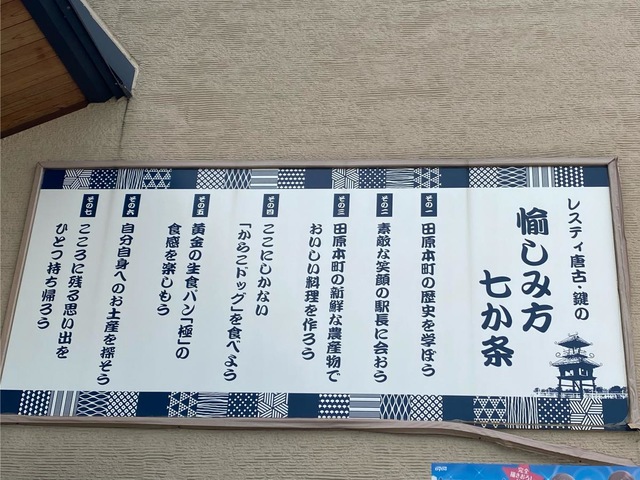 レスティ唐古・鍵の
愉しみ方
七か条
その一
田原本町の歴史を学ぼう
その二
素敵な笑顔の駅長に会おう
その三
田原本町の新鮮な農産物で
おいしい料理を作ろう
その四
ここにしかない
「からこドッグ」を食べよう
その五
黄金の生食パン「極」の
食感を楽しもう
その六
自分自身へのお土産を探そう
その七
こころに残る思い出を
ひとつ持ち帰ろう